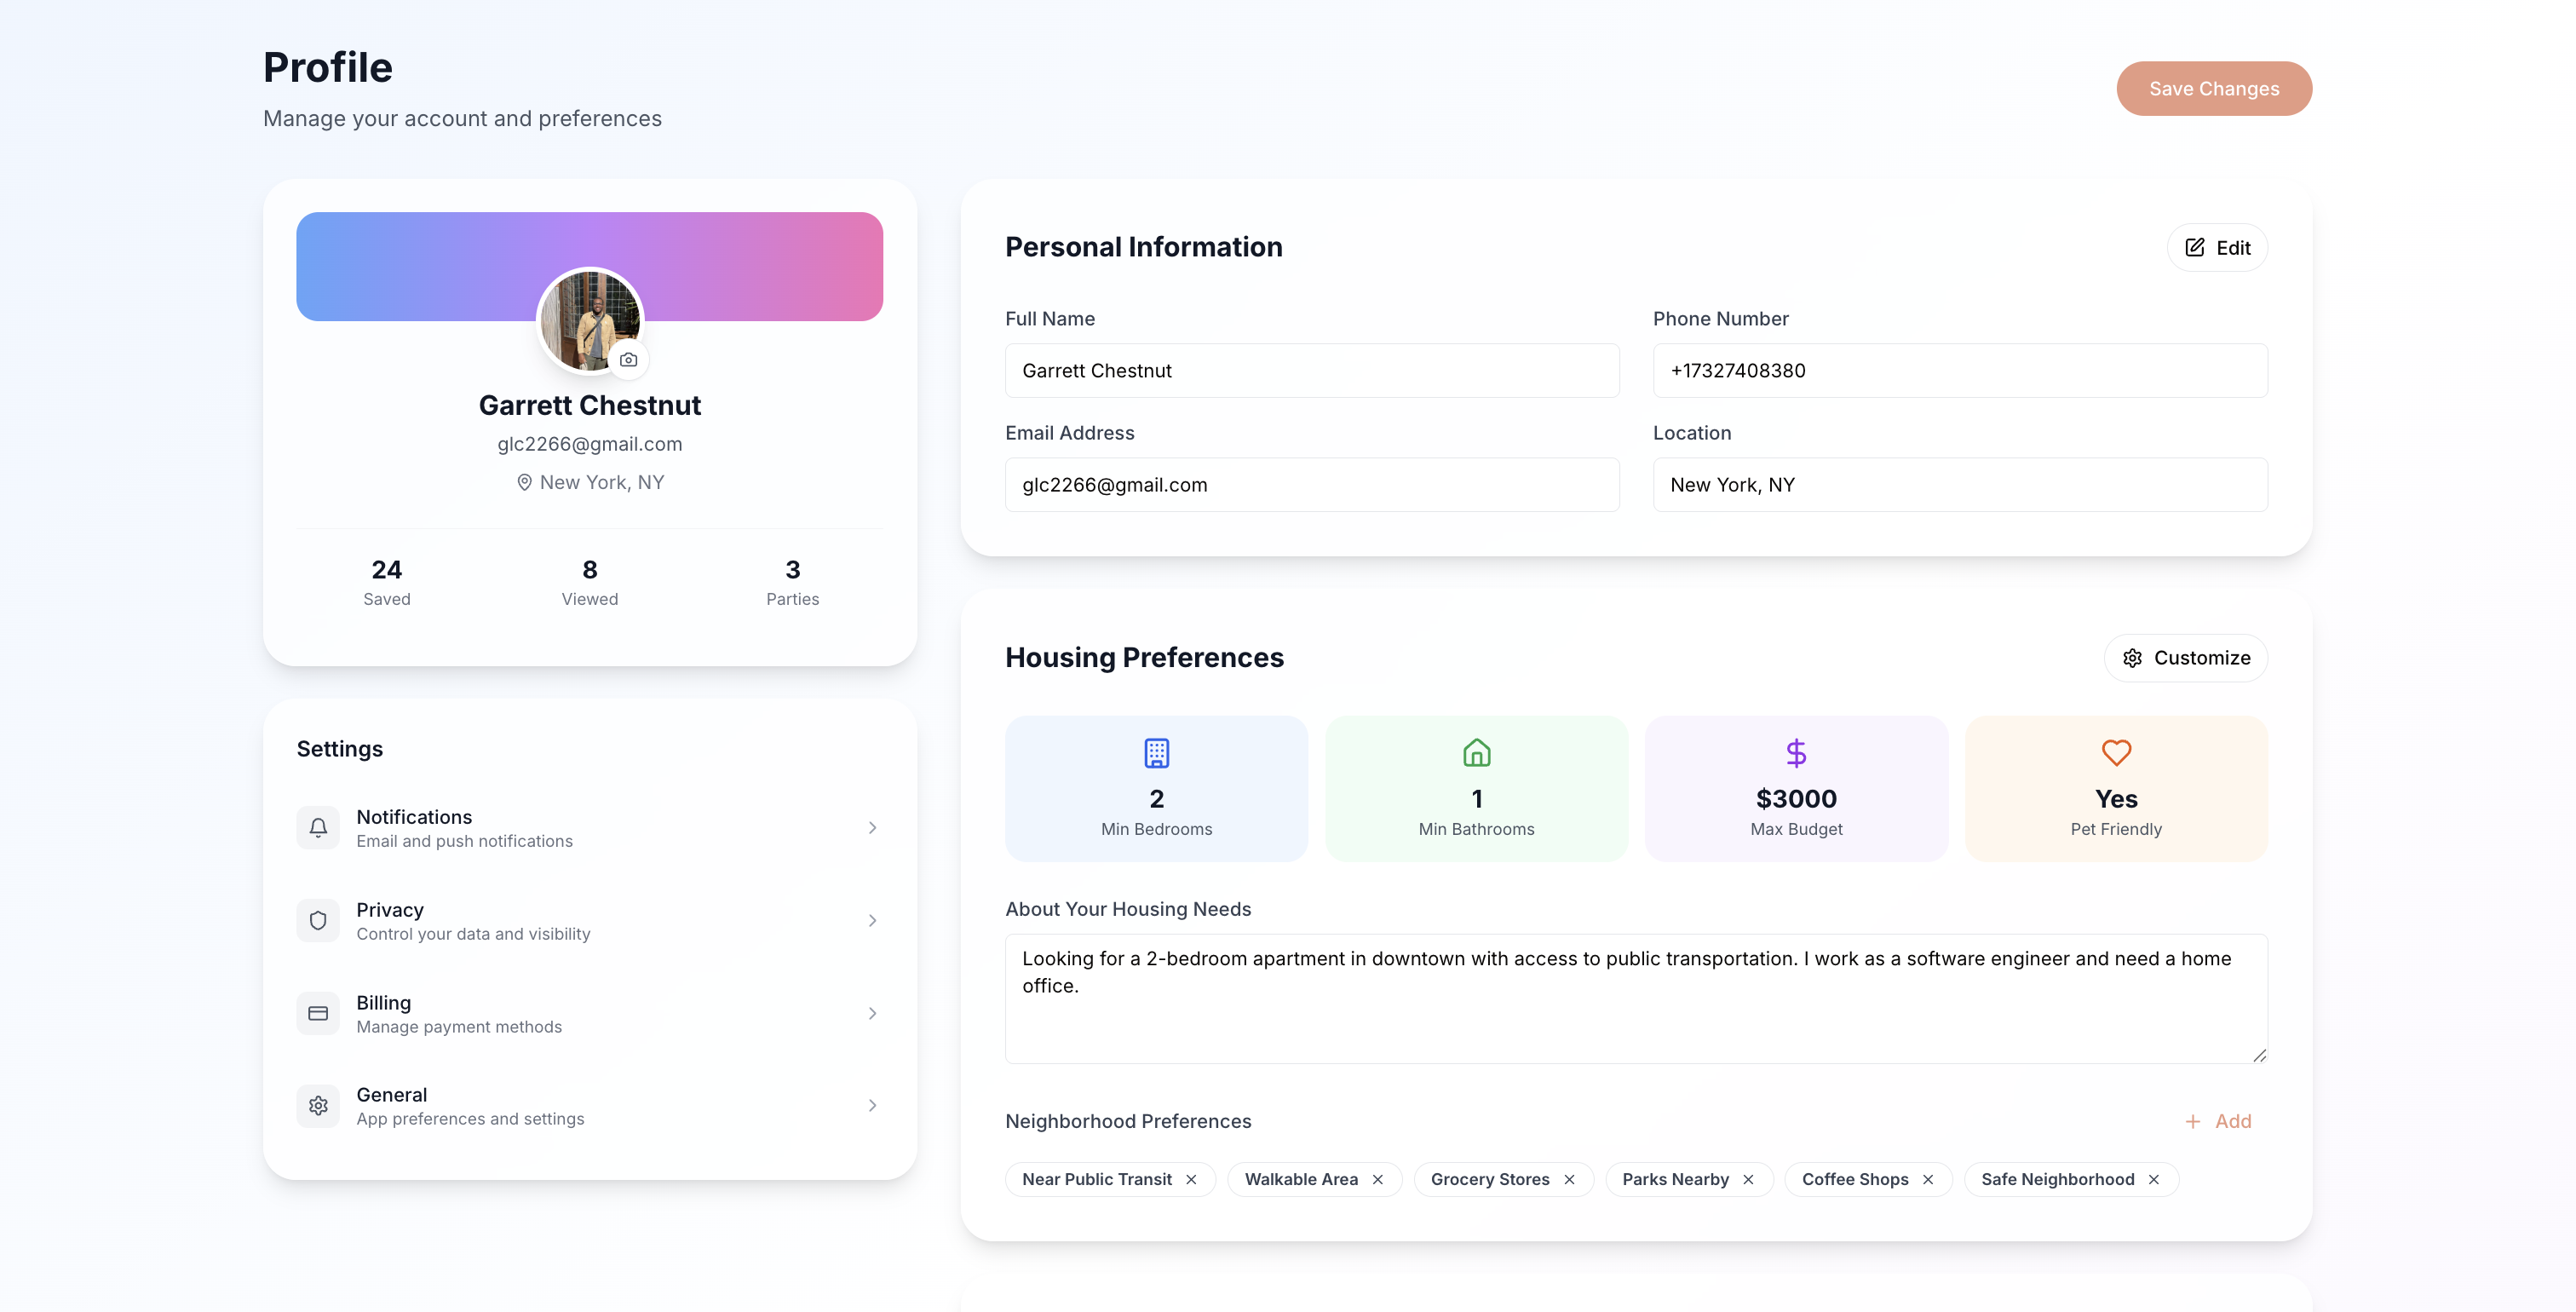 Profile
Manage your account and preferences
Save Changes
Garrett Chestnut
glc2266@gmail.com
New York, NY
24
Saved
8
Viewed
3
Parties
Settings
Notifications
Email and push notifications
Privacy
Control your data and visibility
Billing
Manage payment methods
General
App preferences and settings
Personal Information
Edit
Full Name
Garrett Chestnut
Phone Number
+17327408380
Email Address
glc2266@gmail.com
Location
New York, NY
Housing Preferences
Customize
2
Min Bedrooms
1
Min Bathrooms
$3000
Max Budget
Yes
Pet Friendly
About Your Housing Needs
Looking for a 2-bedroom apartment in downtown with access to public transportation. I work as a software engineer and need a home
office.
Neighborhood Preferences
Add
Near Public Transit
Walkable Area
Grocery Stores
Parks Nearby
Coffee Shops
Safe Neighborhood